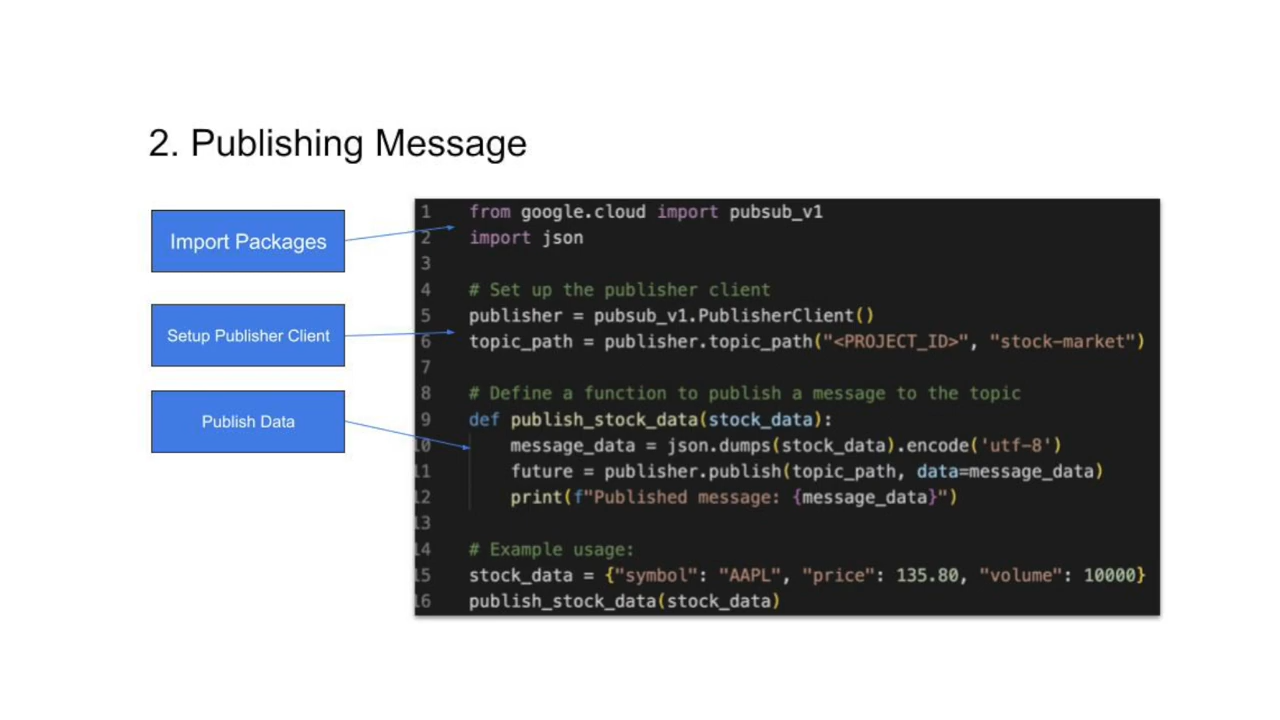 2. Publishing Message
Import Packages
Setup Publisher Client
Publish Data
1 from google.cloud import pubsub_v1
2 import json
3
4 # Set up the publisher client
5 publisher = pubsub_v1.PublisherClient()
6 topic_path = publisher.topic_path("<PROJECT_ID>", "stock-market")
7
8 # Define a function to publish a message to the topic
9 def publish_stock_data(stock_data):
10     message_data = json.dumps(stock_data).encode('utf-8')
11     future = publisher.publish(topic_path, data=message_data)
12     print(f"Published message: {message_data}")
13
14 # Example usage:
15 stock_data = {"symbol": "AAPL", "price": 135.80, "volume": 10000}
16 publish_stock_data(stock_data)